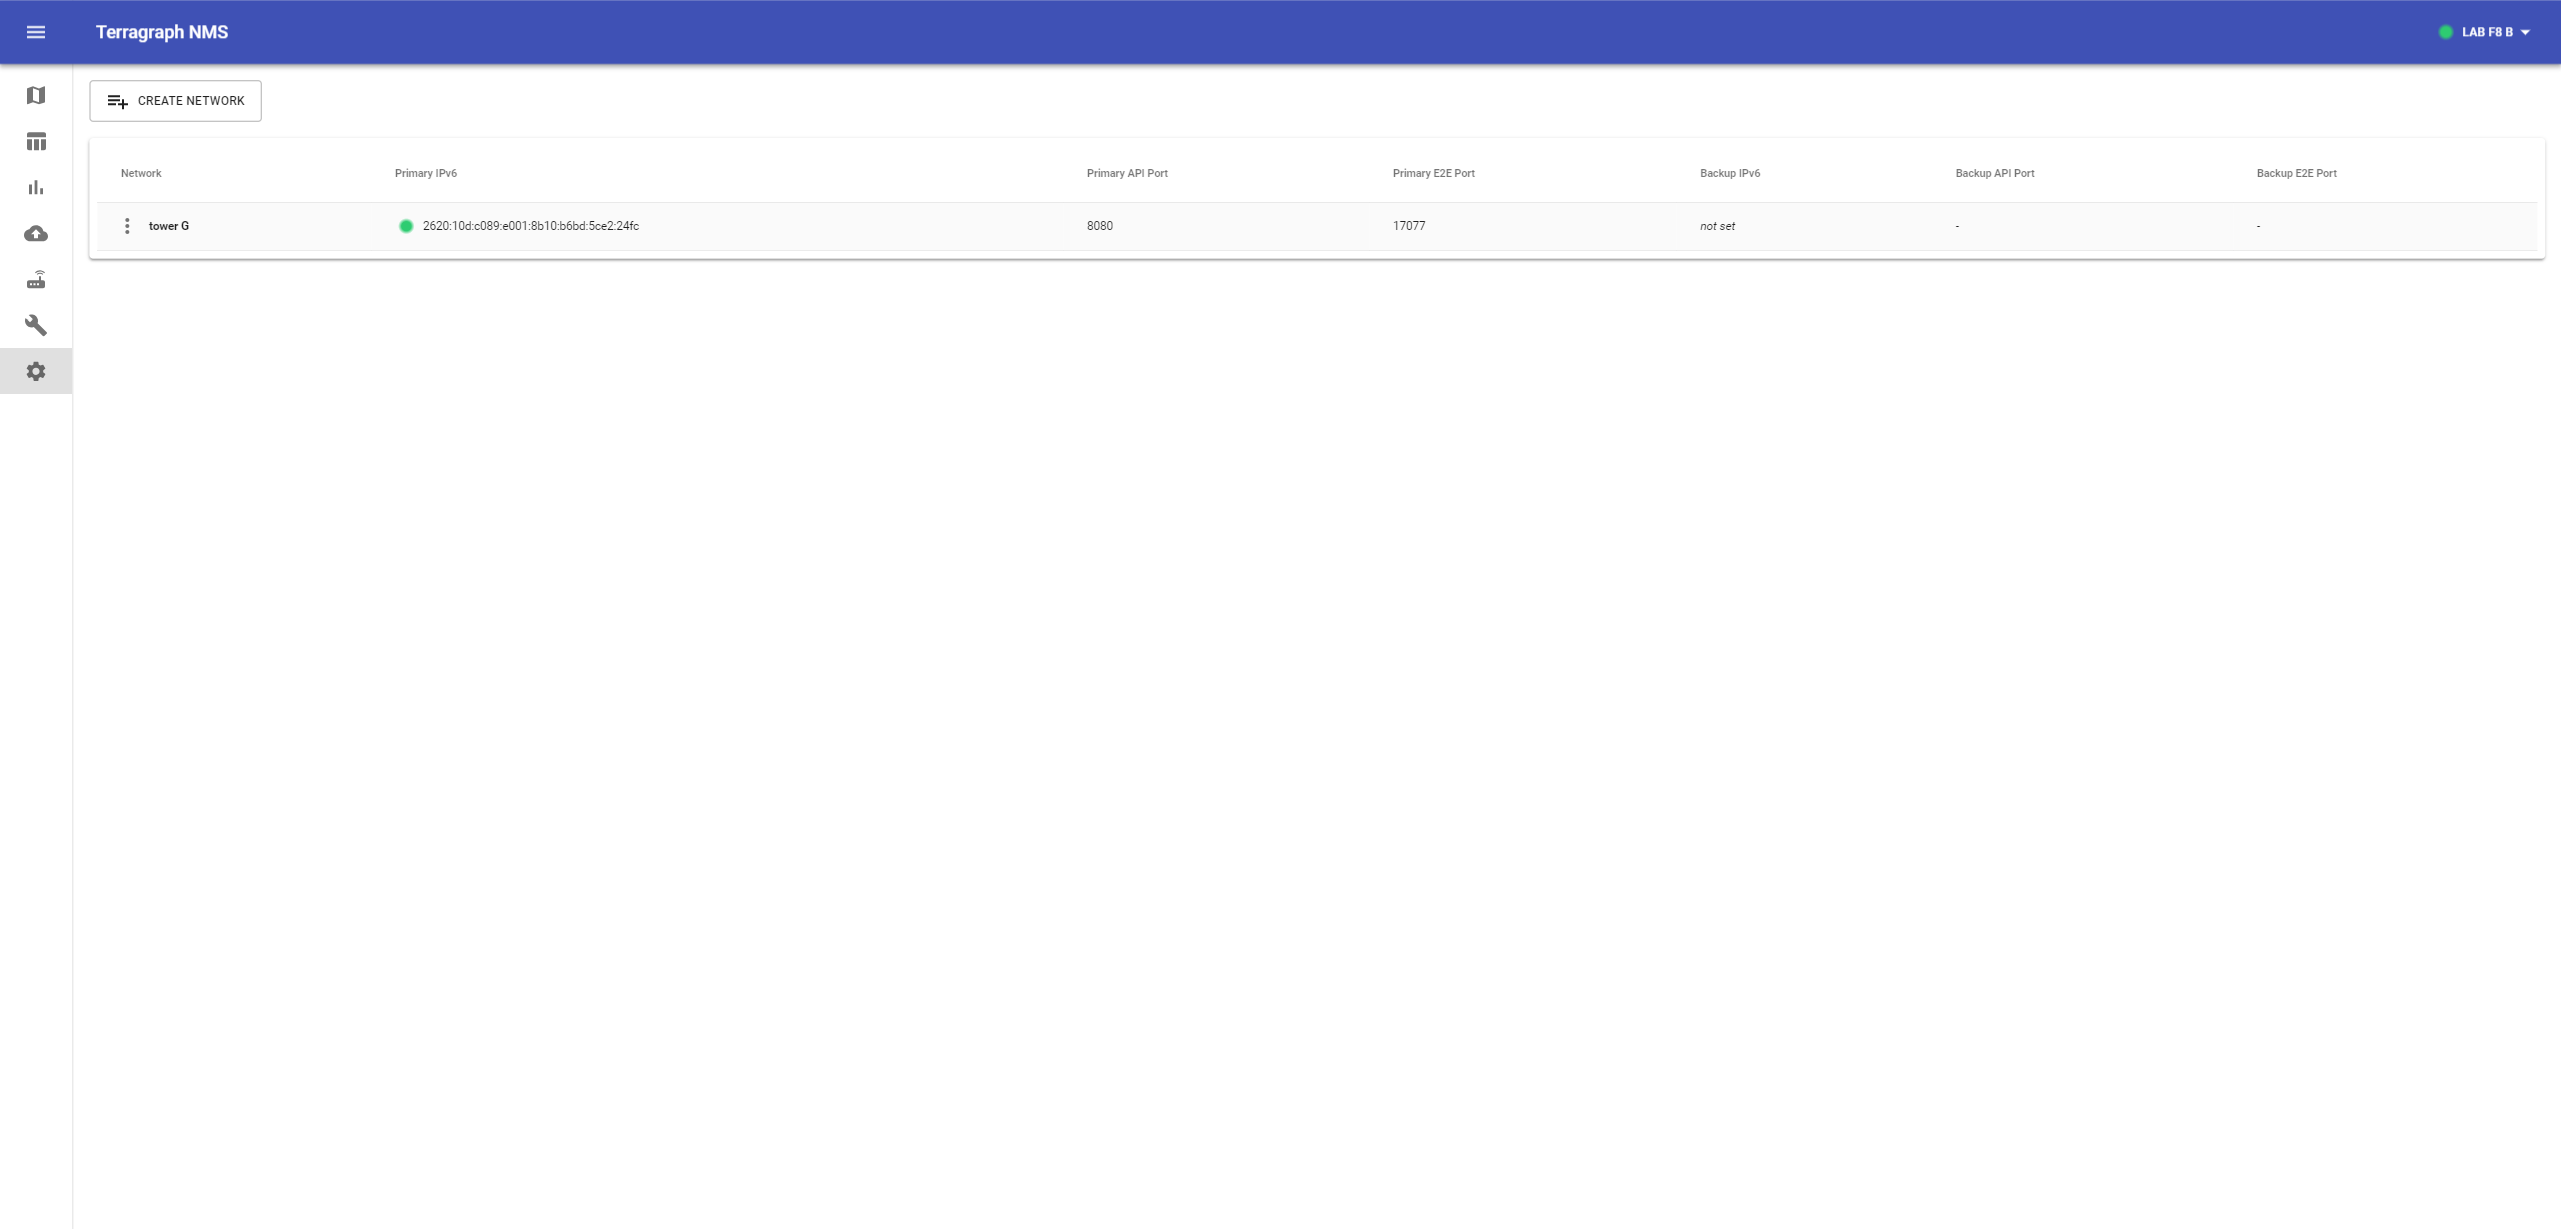 Terragraph NMS
LAB F8 B
CREATE NETWORK
Network Primary IPv6 Primary API Port Primary E2E Port Backup IPv6 Backup API Port Backup E2E Port
tower G 2620:10d:c089:e001:8b10:b6bd:5ce2:24fc 8080 17077 not set - -